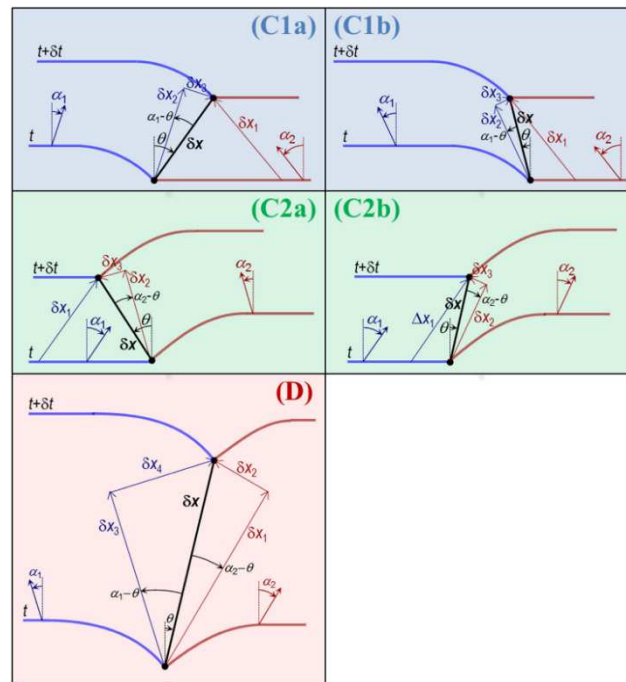 (C1a)
t+δt
δx₃
δx₂
α₁
α₁-θ
δx₁
α₂
t
θ
δx
(C1b)
t+δt
δx₃
α₁
δx₂
δx
α₁-θ
δx₁
α₂
t
θ
(C2a)
t+δt
δx₃
δx₂
α₂
δx₁
α₁
α₂-θ
θ
t
δx
(C2b)
t+δt
δx₃
α₂
δx
α₂-θ
α₁
Δx₁
δx₂
θ
t
(D)
t+δt
δx₄
δx₂
δx
δx₃
δx₁
α₁
α₁-θ
α₂-θ
α₂
t
θ